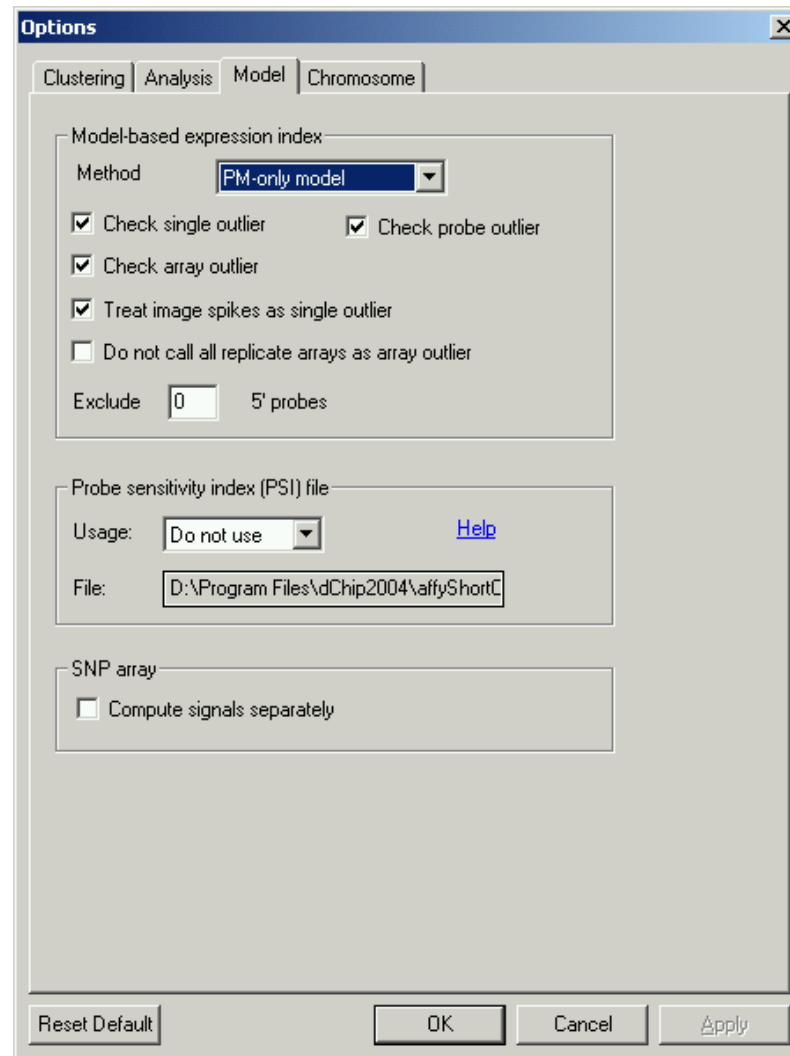 Options
Clustering Analysis Model Chromosome
Model-based expression index
Method PM-only model
Check single outlier Check probe outlier
Check array outlier
Treat image spikes as single outlier
Do not call all replicate arrays as array outlier
Exclude 0 5' probes
Probe sensitivity index (PSI) file
Usage: Do not use Help
File: D:\Program Files\dChip2004\affyShortC
SNP array
Compute signals separately
Reset Default OK Cancel Apply